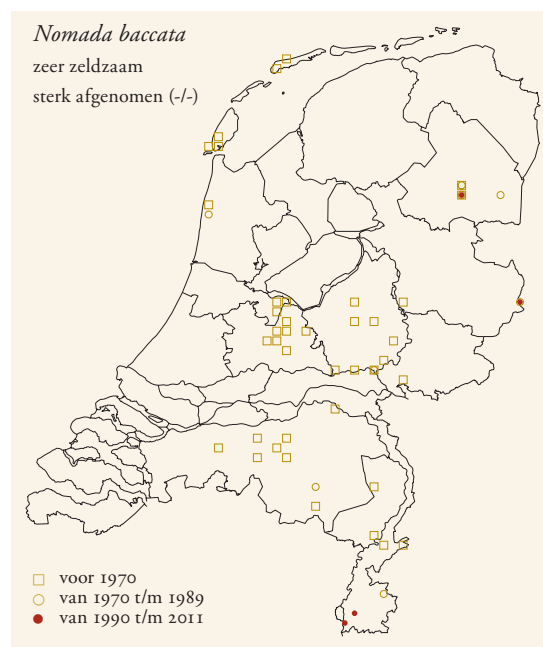 Nomada baccata
zeer zeldzaam
sterk afgenomen (-/-)
voor 1970
van 1970 t/m 1989
van 1990 t/m 2011